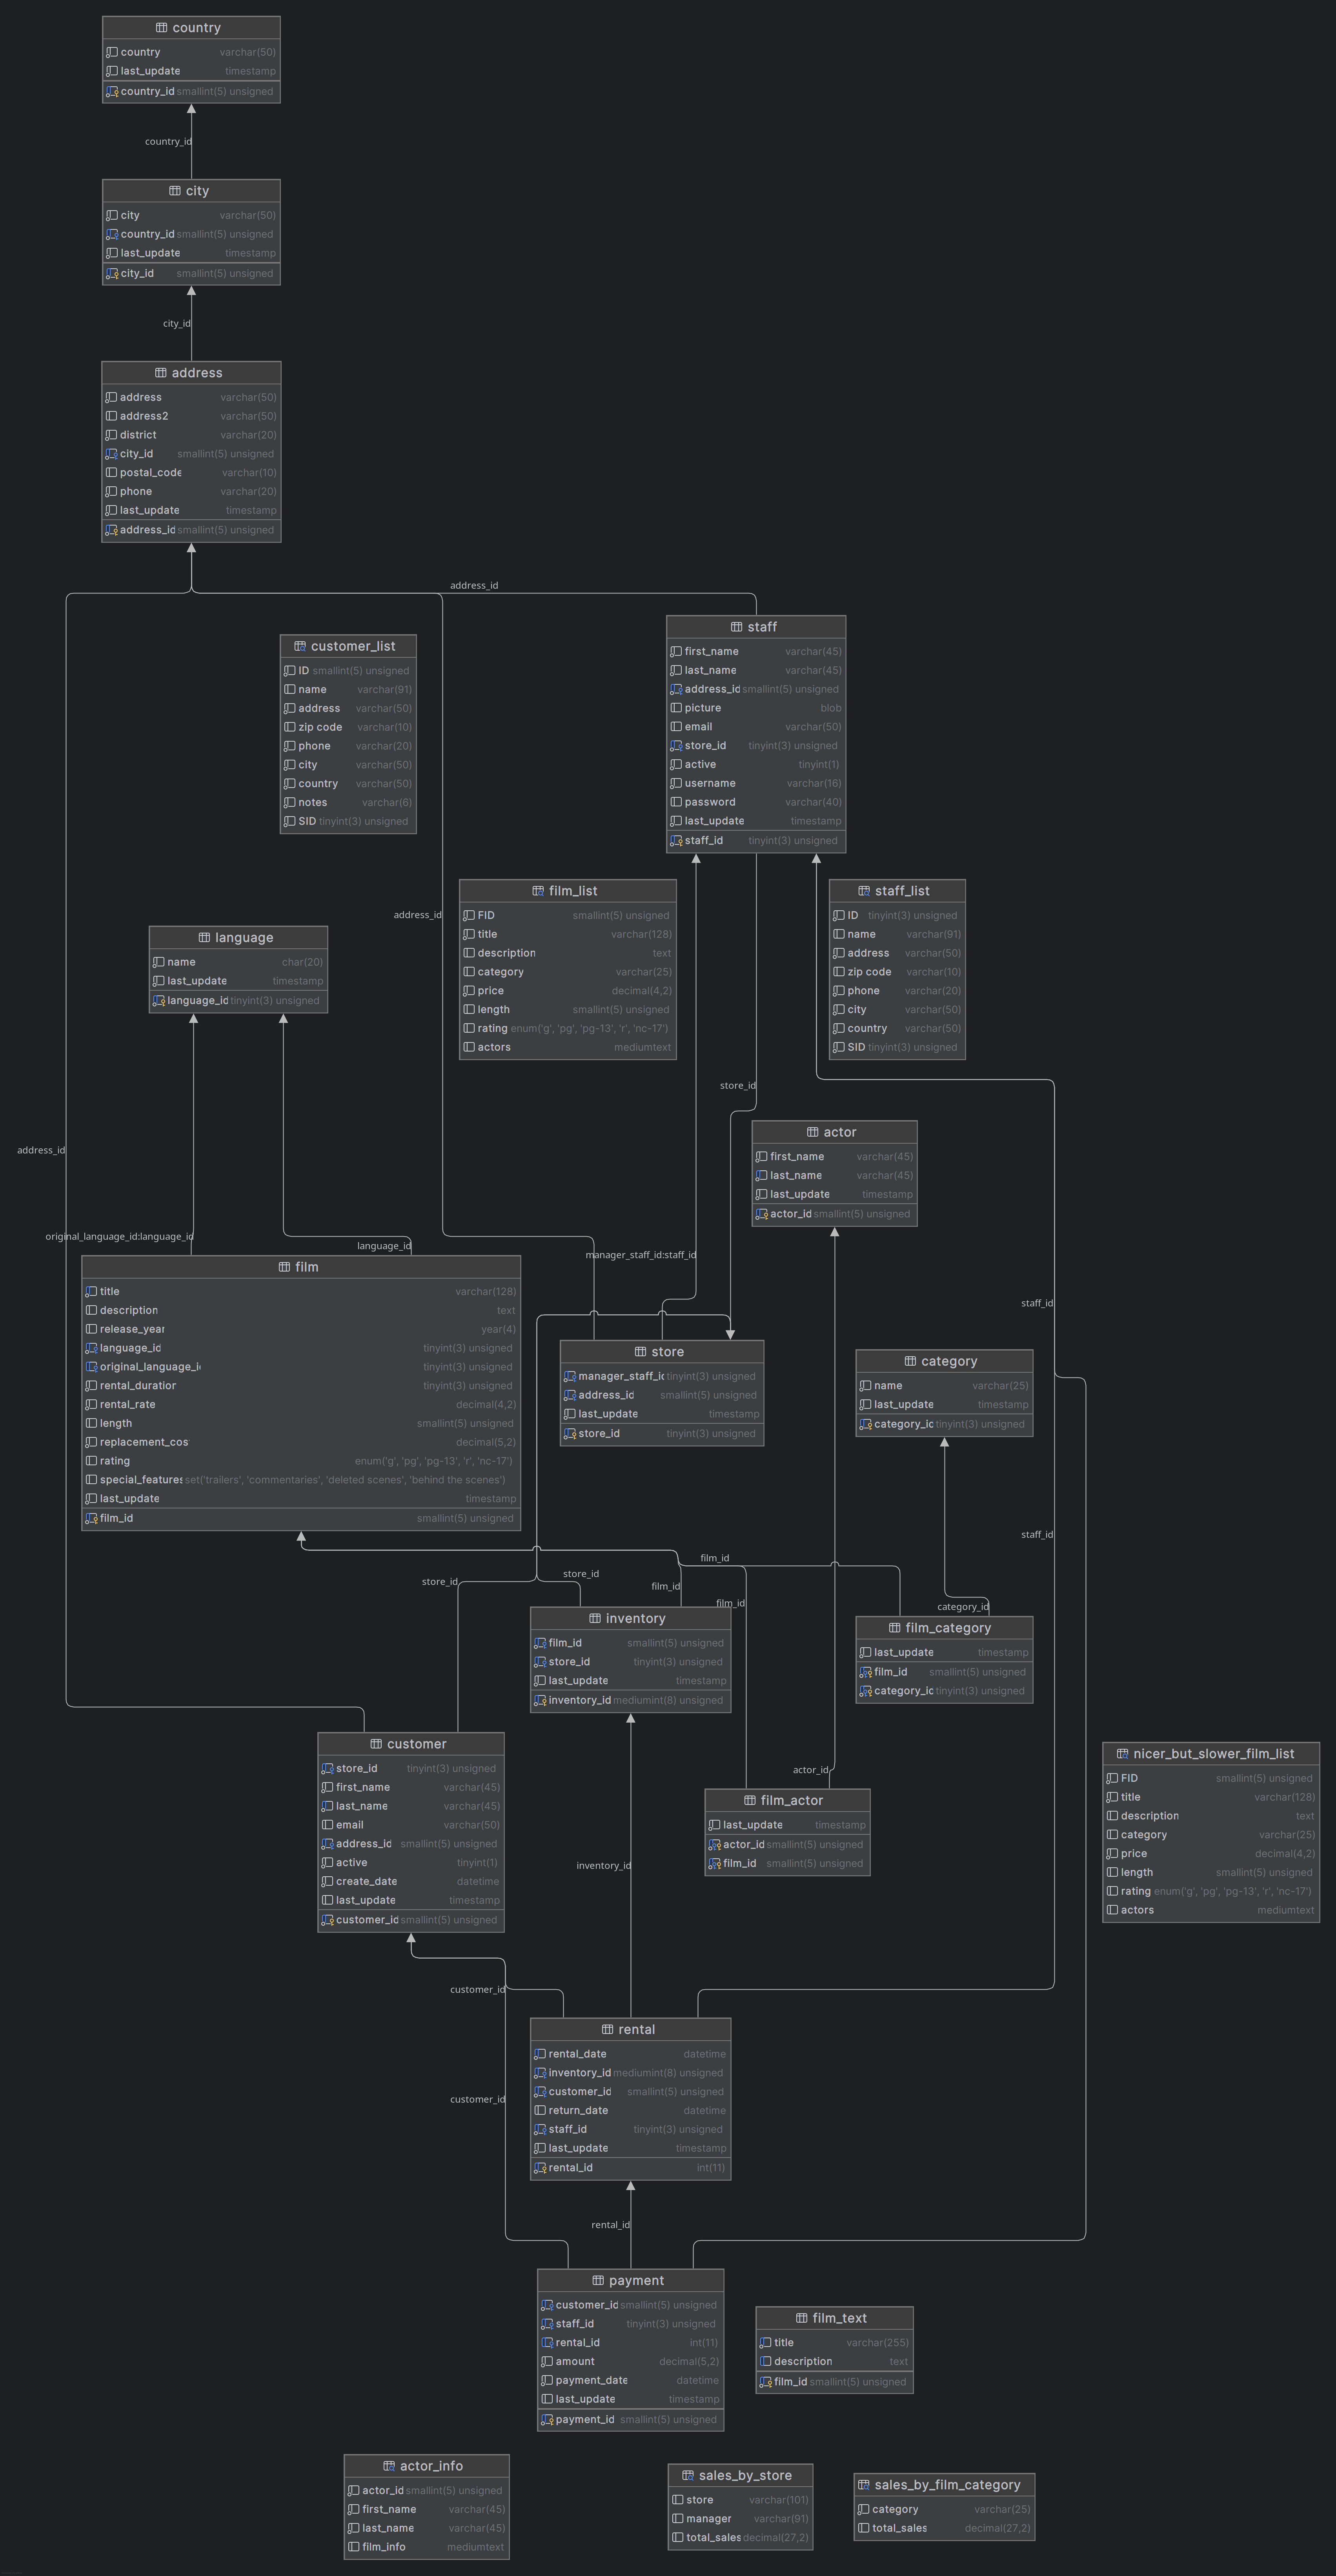 country
country varchar(50)
last_update timestamp
country_id smallint(5) unsigned
country_id
city
city varchar(50)
country_id smallint(5) unsigned
last_update timestamp
city_id smallint(5) unsigned
city_id
address
address varchar(50)
address2 varchar(50)
district varchar(20)
city_id smallint(5) unsigned
postal_code varchar(10)
phone varchar(20)
last_update timestamp
address_id smallint(5) unsigned
address_id
staff
first_name varchar(45)
last_name varchar(45)
address_id smallint(5) unsigned
picture blob
email varchar(50)
store_id tinyint(3) unsigned
active tinyint(1)
username varchar(16)
password varchar(40)
last_update timestamp
staff_id tinyint(3) unsigned
customer_list
ID smallint(5) unsigned
name varchar(91)
address varchar(50)
zip code varchar(10)
phone varchar(20)
city varchar(50)
country varchar(50)
notes varchar(6)
SID tinyint(3) unsigned
film_list
FID smallint(5) unsigned
title varchar(128)
description text
category varchar(25)
price decimal(4,2)
length smallint(5) unsigned
rating enum('g', 'pg', 'pg-13', 'r', 'nc-17')
actors mediumtext
staff_list
ID tinyint(3) unsigned
name varchar(91)
address varchar(50)
zip code varchar(10)
phone varchar(20)
city varchar(50)
country varchar(50)
SID tinyint(3) unsigned
address_id
language
name char(20)
last_update timestamp
language_id tinyint(3) unsigned
store_id
actor
first_name varchar(45)
last_name varchar(45)
last_update timestamp
actor_id smallint(5) unsigned
address_id
original_language_id:language_id
language_id
manager_staff_id:staff_id
staff_id
film
title varchar(128)
description text
release_year year(4)
language_id tinyint(3) unsigned
original_language_i tinyint(3) unsigned
rental_duration tinyint(3) unsigned
rental_rate decimal(4,2)
length smallint(5) unsigned
replacement_cos decimal(5,2)
rating enum('g', 'pg', 'pg-13', 'r', 'nc-17')
special_features set('trailers', 'commentaries', 'deleted scenes', 'behind the scenes')
last_update timestamp
film_id smallint(5) unsigned
store
manager_staff_id tinyint(3) unsigned
address_id smallint(5) unsigned
last_update timestamp
store_id tinyint(3) unsigned
category
name varchar(25)
last_update timestamp
category_id tinyint(3) unsigned
staff_id
film_id
store_id
store_id
film_id
film_id
category_id
inventory
film_id smallint(5) unsigned
store_id tinyint(3) unsigned
last_update timestamp
inventory_id mediumint(8) unsigned
film_category
last_update timestamp
film_id smallint(5) unsigned
category_id tinyint(3) unsigned
customer
store_id tinyint(3) unsigned
first_name varchar(45)
last_name varchar(45)
email varchar(50)
address_id smallint(5) unsigned
active tinyint(1)
create_date datetime
last_update timestamp
customer_id smallint(5) unsigned
actor_id
film_actor
last_update timestamp
actor_id smallint(5) unsigned
film_id smallint(5) unsigned
nicer_but_slower_film_list
FID smallint(5) unsigned
title varchar(128)
description text
category varchar(25)
price decimal(4,2)
length smallint(5) unsigned
rating enum('g', 'pg', 'pg-13', 'r', 'nc-17')
actors mediumtext
inventory_id
customer_id
rental
rental_date datetime
inventory_id mediumint(8) unsigned
customer_id smallint(5) unsigned
return_date datetime
staff_id tinyint(3) unsigned
last_update timestamp
rental_id int(11)
customer_id
rental_id
payment
customer_id smallint(5) unsigned
staff_id tinyint(3) unsigned
rental_id int(11)
amount decimal(5,2)
payment_date datetime
last_update timestamp
payment_id smallint(5) unsigned
film_text
title varchar(255)
description text
film_id smallint(5) unsigned
actor_info
actor_id smallint(5) unsigned
first_name varchar(45)
last_name varchar(45)
film_info mediumtext
sales_by_store
store varchar(101)
manager varchar(91)
total_sales decimal(27,2)
sales_by_film_category
category varchar(25)
total_sales decimal(27,2)